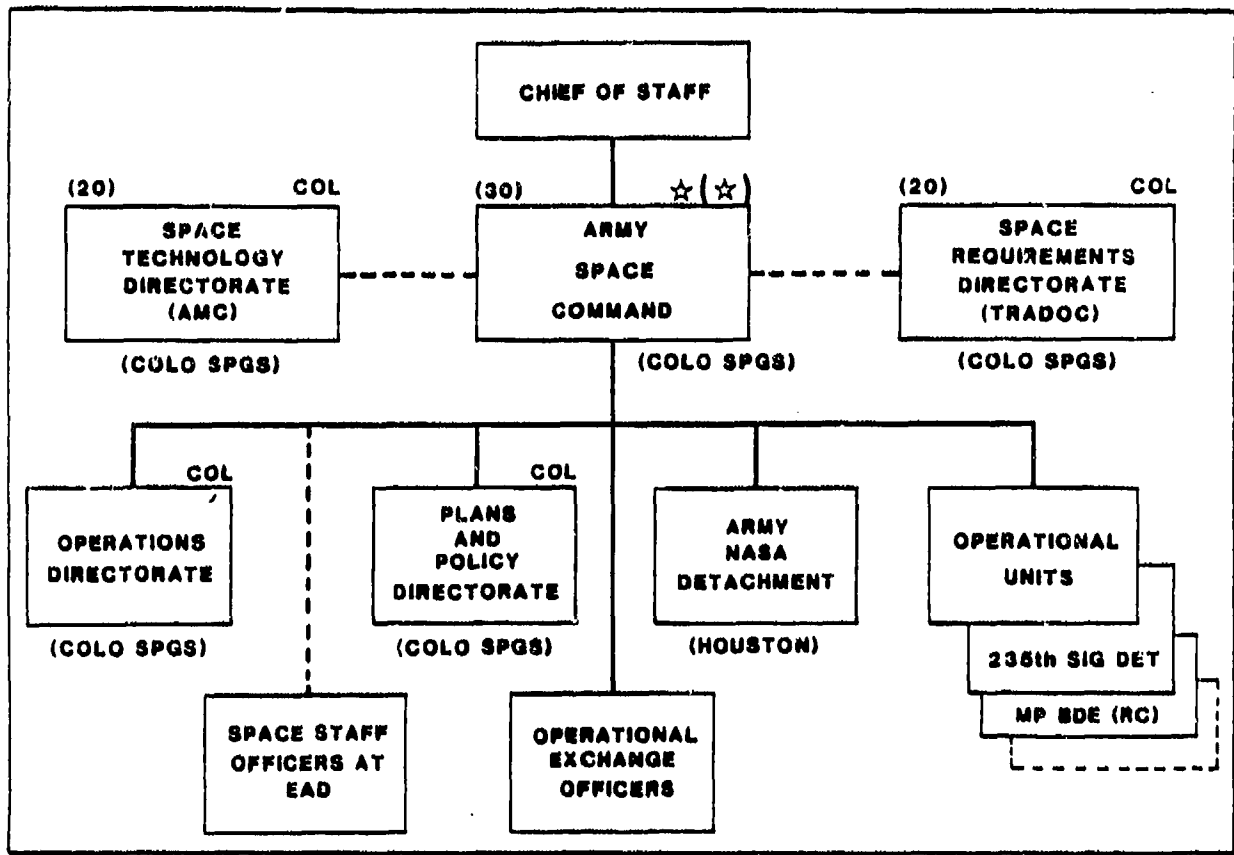 CHIEF OF STAFF
(20) COL
SPACE
TECHNOLOGY
DIRECTORATE
(AMC)
(COLO SPGS)
(30) ☆(☆)
ARMY
SPACE
COMMAND
(COLO SPGS)
(20) COL
SPACE
REQUIREMENTS
DIRECTORATE
(TRADOC)
(COLO SPGS)
COL
OPERATIONS
DIRECTORATE
(COLO SPGS)
COL
PLANS
AND
POLICY
DIRECTORATE
(COLO SPGS)
ARMY
NASA
DETACHMENT
(HOUSTON)
OPERATIONAL
UNITS
235th SIG DET
MP BDE (RC)
SPACE STAFF
OFFICERS AT
EAD
OPERATIONAL
EXCHANGE
OFFICERS